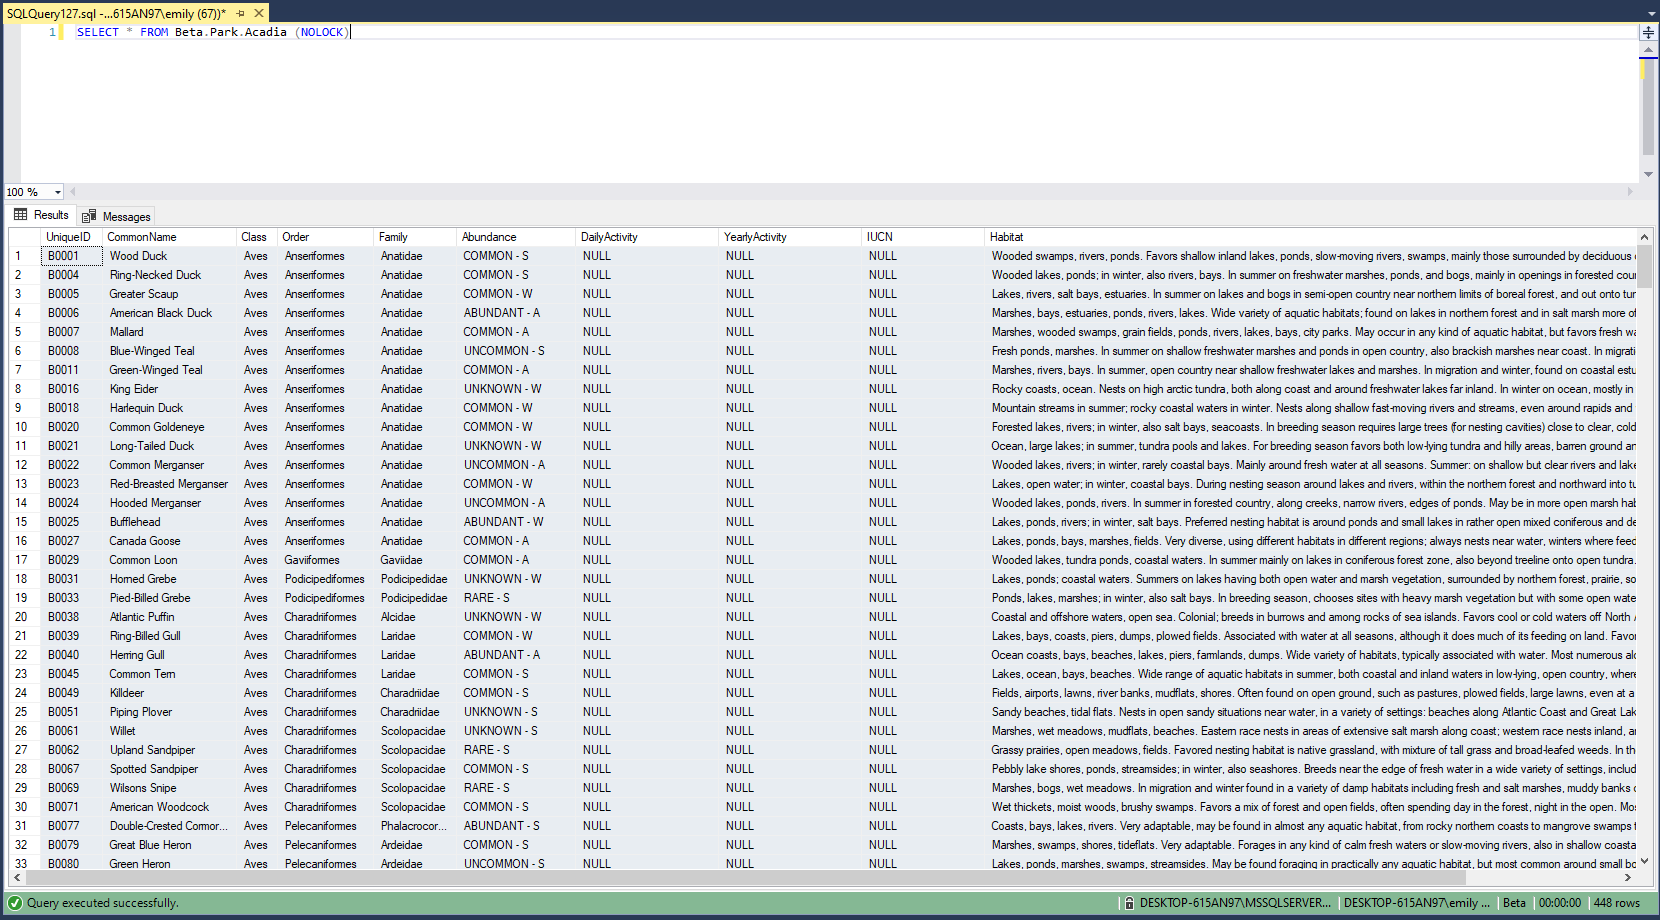 SQLQuery127.sql -...615AN97\emily (67))*
1 SELECT * FROM Beta.Park.Acadia (NOLOCK)
100 %
Results Messages
UniqueID CommonName Class Order Family Abundance DailyActivity YearlyActivity IUCN Habitat
1 B0001 Wood Duck Aves Anseriformes Anatidae COMMON - S NULL NULL NULL Wooded swamps, rivers, ponds. Favors shallow inland lakes, ponds, slow-moving rivers, swamps, mainly those surrounded by deciduous
2 B0004 Ring-Necked Duck Aves Anseriformes Anatidae COMMON - S NULL NULL NULL Wooded lakes, ponds; in winter, also rivers, bays. In summer on freshwater marshes, ponds, and bogs, mainly in openings in forested cour
3 B0005 Greater Scaup Aves Anseriformes Anatidae COMMON - W NULL NULL NULL Lakes, rivers, salt bays, estuaries. In summer on lakes and bogs in semi-open country near northern limits of boreal forest, and out onto tur
4 B0006 American Black Duck Aves Anseriformes Anatidae ABUNDANT - A NULL NULL NULL Marshes, bays, estuaries, ponds, rivers, lakes. Wide variety of aquatic habitats; found on lakes in northern forest and in salt marsh more of
5 B0007 Mallard Aves Anseriformes Anatidae COMMON - A NULL NULL NULL Marshes, wooded swamps, grain fields, ponds, rivers, lakes, bays, city parks. May occur in any kind of aquatic habitat, but favors fresh wa
6 B0008 Blue-Winged Teal Aves Anseriformes Anatidae UNCOMMON - S NULL NULL NULL Fresh ponds, marshes. In summer on shallow freshwater marshes and ponds in open country, also brackish marshes near coast. In migrati
7 B0011 Green-Winged Teal Aves Anseriformes Anatidae COMMON - A NULL NULL NULL Marshes, rivers, bays. In summer, open country near shallow freshwater lakes and marshes. In migration and winter, found on coastal estu
8 B0016 King Eider Aves Anseriformes Anatidae UNKNOWN - W NULL NULL NULL Rocky coasts, ocean. Nests on high arctic tundra, both along coast and around freshwater lakes far inland. In winter on ocean, mostly in
9 B0018 Harlequin Duck Aves Anseriformes Anatidae COMMON - W NULL NULL NULL Mountain streams in summer; rocky coastal waters in winter. Nests along shallow fast-moving rivers and streams, even around rapids and
10 B0020 Common Goldeneye Aves Anseriformes Anatidae COMMON - W NULL NULL NULL Forested lakes, rivers; in winter, also salt bays, seacoasts. In breeding season requires large trees (for nesting cavities) close to clear, cold
11 B0021 Long-Tailed Duck Aves Anseriformes Anatidae UNKNOWN - W NULL NULL NULL Ocean, large lakes; in summer, tundra pools and lakes. For breeding season favors both low-lying tundra and hilly areas, barren ground an
12 B0022 Common Merganser Aves Anseriformes Anatidae UNCOMMON - A NULL NULL NULL Wooded lakes, rivers; in winter, rarely coastal bays. Mainly around fresh water at all seasons. Summer: on shallow but clear rivers and lake
13 B0023 Red-Breasted Merganser Aves Anseriformes Anatidae COMMON - W NULL NULL NULL Lakes, open water; in winter, coastal bays. During nesting season around lakes and rivers, within the northern forest and northward into tu
14 B0024 Hooded Merganser Aves Anseriformes Anatidae UNCOMMON - A NULL NULL NULL Wooded lakes, ponds, rivers. In summer in forested country, along creeks, narrow rivers, edges of ponds. May be in more open marsh hab
15 B0025 Bufflehead Aves Anseriformes Anatidae ABUNDANT - W NULL NULL NULL Lakes, ponds, rivers; in winter, salt bays. Preferred nesting habitat is around ponds and small lakes in rather open mixed coniferous and de
16 B0027 Canada Goose Aves Anseriformes Anatidae COMMON - A NULL NULL NULL Lakes, ponds, bays, marshes, fields. Very diverse, using different habitats in different regions; always nests near water, winters where feed
17 B0029 Common Loon Aves Gaviiformes Gaviidae COMMON - A NULL NULL NULL Wooded lakes, tundra ponds, coastal waters. In summer mainly on lakes in coniferous forest zone, also beyond treeline onto open tundra.
18 B0031 Horned Grebe Aves Podicipediformes Podicipedidae UNKNOWN - W NULL NULL NULL Lakes, ponds; coastal waters. Summers on lakes having both open water and marsh vegetation, surrounded by northern forest, prairie, so
19 B0033 Pied-Billed Grebe Aves Podicipediformes Podicipedidae RARE - S NULL NULL NULL Ponds, lakes, marshes; in winter, also salt bays. In breeding season, chooses sites with heavy marsh vegetation but with some open wate
20 B0038 Atlantic Puffin Aves Charadriiformes Alcidae UNKNOWN - W NULL NULL NULL Coastal and offshore waters, open sea. Colonial; breeds in burrows and among rocks of sea islands. Favors cool or cold waters off North
21 B0039 Ring-Billed Gull Aves Charadriiformes Laridae COMMON - W NULL NULL NULL Lakes, bays, coasts, piers, dumps, plowed fields. Associated with water at all seasons, although it does much of its feeding on land. Favor
22 B0040 Herring Gull Aves Charadriiformes Laridae ABUNDANT - A NULL NULL NULL Ocean coasts, bays, beaches, lakes, piers, farmlands, dumps. Wide variety of habitats, typically associated with water. Most numerous alo
23 B0045 Common Tern Aves Charadriiformes Laridae COMMON - S NULL NULL NULL Lakes, ocean, bays, beaches. Wide range of aquatic habitats in summer, both coastal and inland waters in low-lying, open country, where
24 B0049 Killdeer Aves Charadriiformes Charadriidae COMMON - S NULL NULL NULL Fields, airports, lawns, river banks, mudflats, shores. Often found on open ground, such as pastures, plowed fields, large lawns, even at a
25 B0051 Piping Plover Aves Charadriiformes Charadriidae UNKNOWN - S NULL NULL NULL Sandy beaches, tidal flats. Nests in open sandy situations near water, in a variety of settings: beaches along Atlantic Coast and Great Lak
26 B0061 Willet Aves Charadriiformes Scolopacidae UNKNOWN - S NULL NULL NULL Marshes, wet meadows, mudflats, beaches. Eastern race nests in areas of extensive salt marsh along coast; western race nests inland, ar
27 B0062 Upland Sandpiper Aves Charadriiformes Scolopacidae RARE - S NULL NULL NULL Grassy prairies, open meadows, fields. Favored nesting habitat is native grassland, with mixture of tall grass and broad-leafed weeds. In th
28 B0067 Spotted Sandpiper Aves Charadriiformes Scolopacidae COMMON - S NULL NULL NULL Pebbly lake shores, ponds, streamsides; in winter, also seashores. Breeds near the edge of fresh water in a wide variety of settings, includ
29 B0069 Wilsons Snipe Aves Charadriiformes Scolopacidae RARE - S NULL NULL NULL Marshes, bogs, wet meadows. In migration and winter found in a variety of damp habitats including fresh and salt marshes, muddy banks o
30 B0071 American Woodcock Aves Charadriiformes Scolopacidae COMMON - S NULL NULL NULL Wet thickets, moist woods, brushy swamps. Favors a mix of forest and open fields, often spending day in the forest, night in the open. Mos
31 B0077 Double-Crested Cormor... Aves Pelecaniformes Phalacrocor... ABUNDANT - S NULL NULL NULL Coasts, bays, lakes, rivers. Very adaptable, may be found in almost any aquatic habitat, from rocky northern coasts to mangrove swamps
32 B0079 Great Blue Heron Aves Pelecaniformes Ardeidae COMMON - S NULL NULL NULL Marshes, swamps, shores, tideflats. Very adaptable. Forages in any kind of calm fresh waters or slow-moving rivers, also in shallow coasta
33 B0080 Green Heron Aves Pelecaniformes Ardeidae UNCOMMON - S NULL NULL NULL Lakes, ponds, marshes, swamps, streamsides. May be found foraging in practically any aquatic habitat, but most common around small bo
Query executed successfully. DESKTOP-615AN97\MSSQLSERVER... DESKTOP-615AN97\emily ... Beta 00:00:00 448 rows